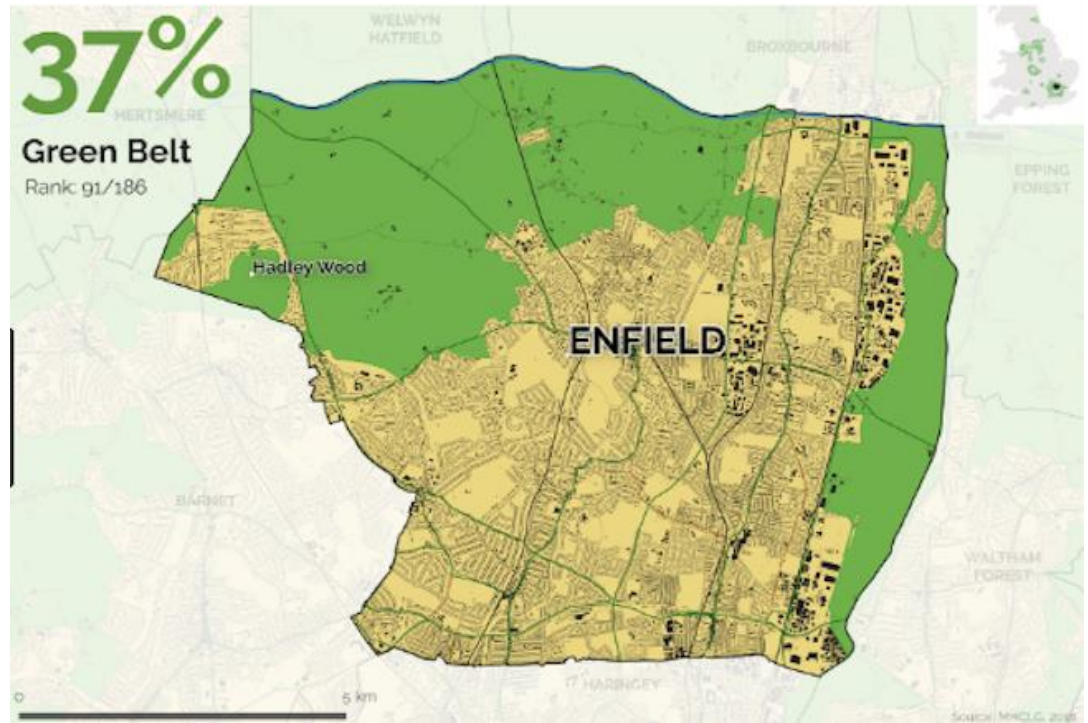 37%
Green Belt
Rank: 91/186
WELWYN
HATFIELD
BROXBOURNE
HERTSMERE
EPPING
FOREST
Hadley Wood
ENFIELD
BARNET
WALTHAM
FOREST
HARINGEY
0
5 km
Source: MHCLG, 2018